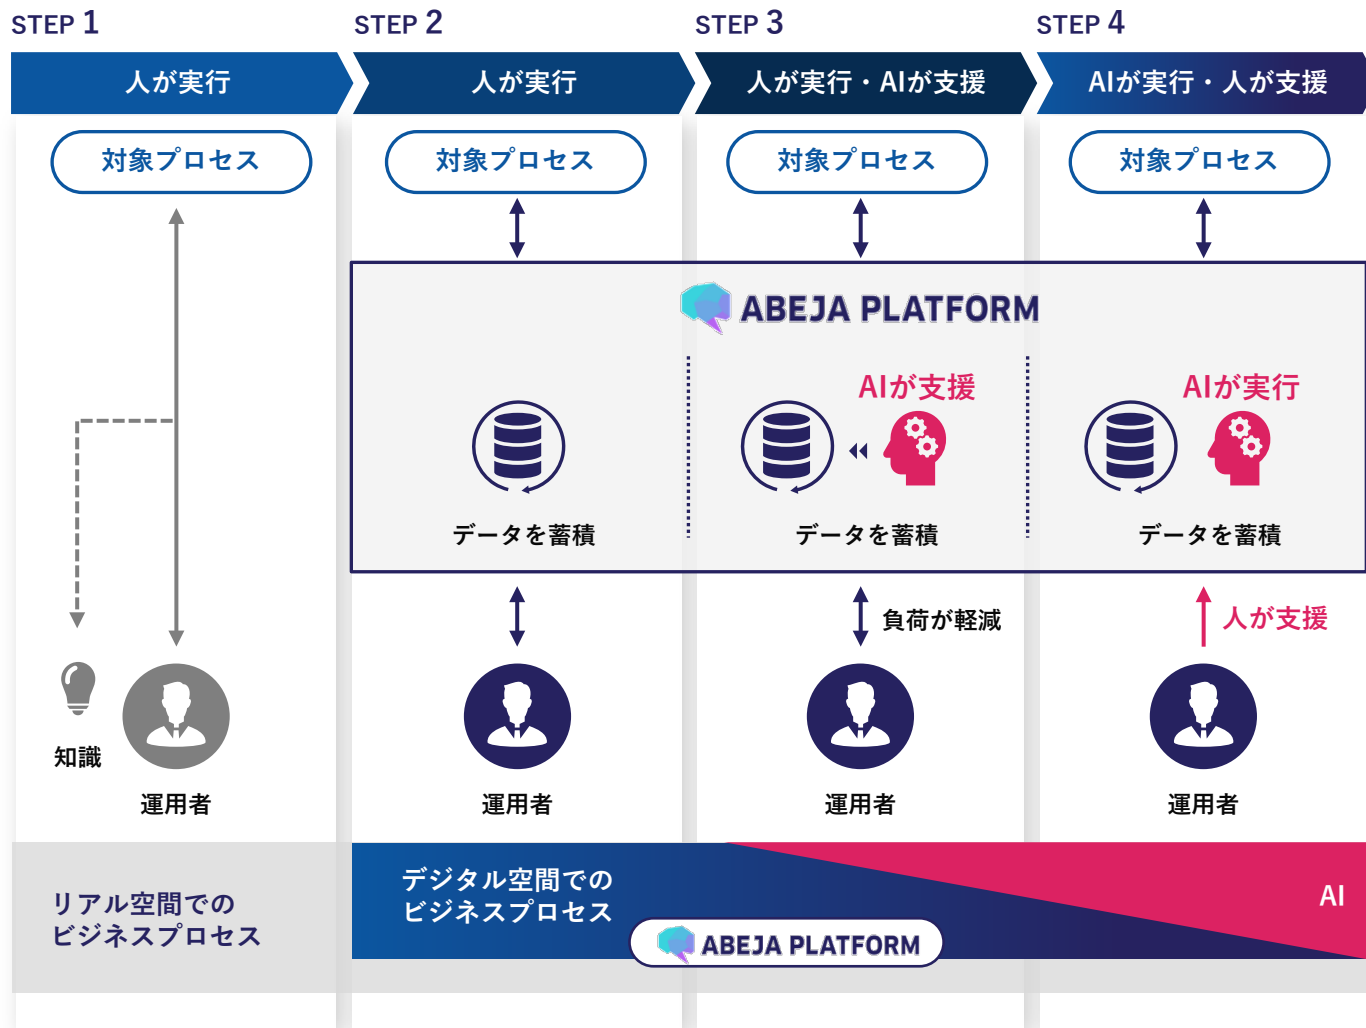 STEP 1
STEP 2
STEP 3
STEP 4
人が実行
人が実行
人が実行・AIが支援
AIが実行・人が支援
対象プロセス
対象プロセス
対象プロセス
対象プロセス
ABEJA PLATFORM
AIが支援
AIが実行
データを蓄積
データを蓄積
データを蓄積
負荷が軽減
人が支援
知識
運用者
運用者
運用者
運用者
リアル空間での
ビジネスプロセス
デジタル空間での
ビジネスプロセス
AI
ABEJA PLATFORM